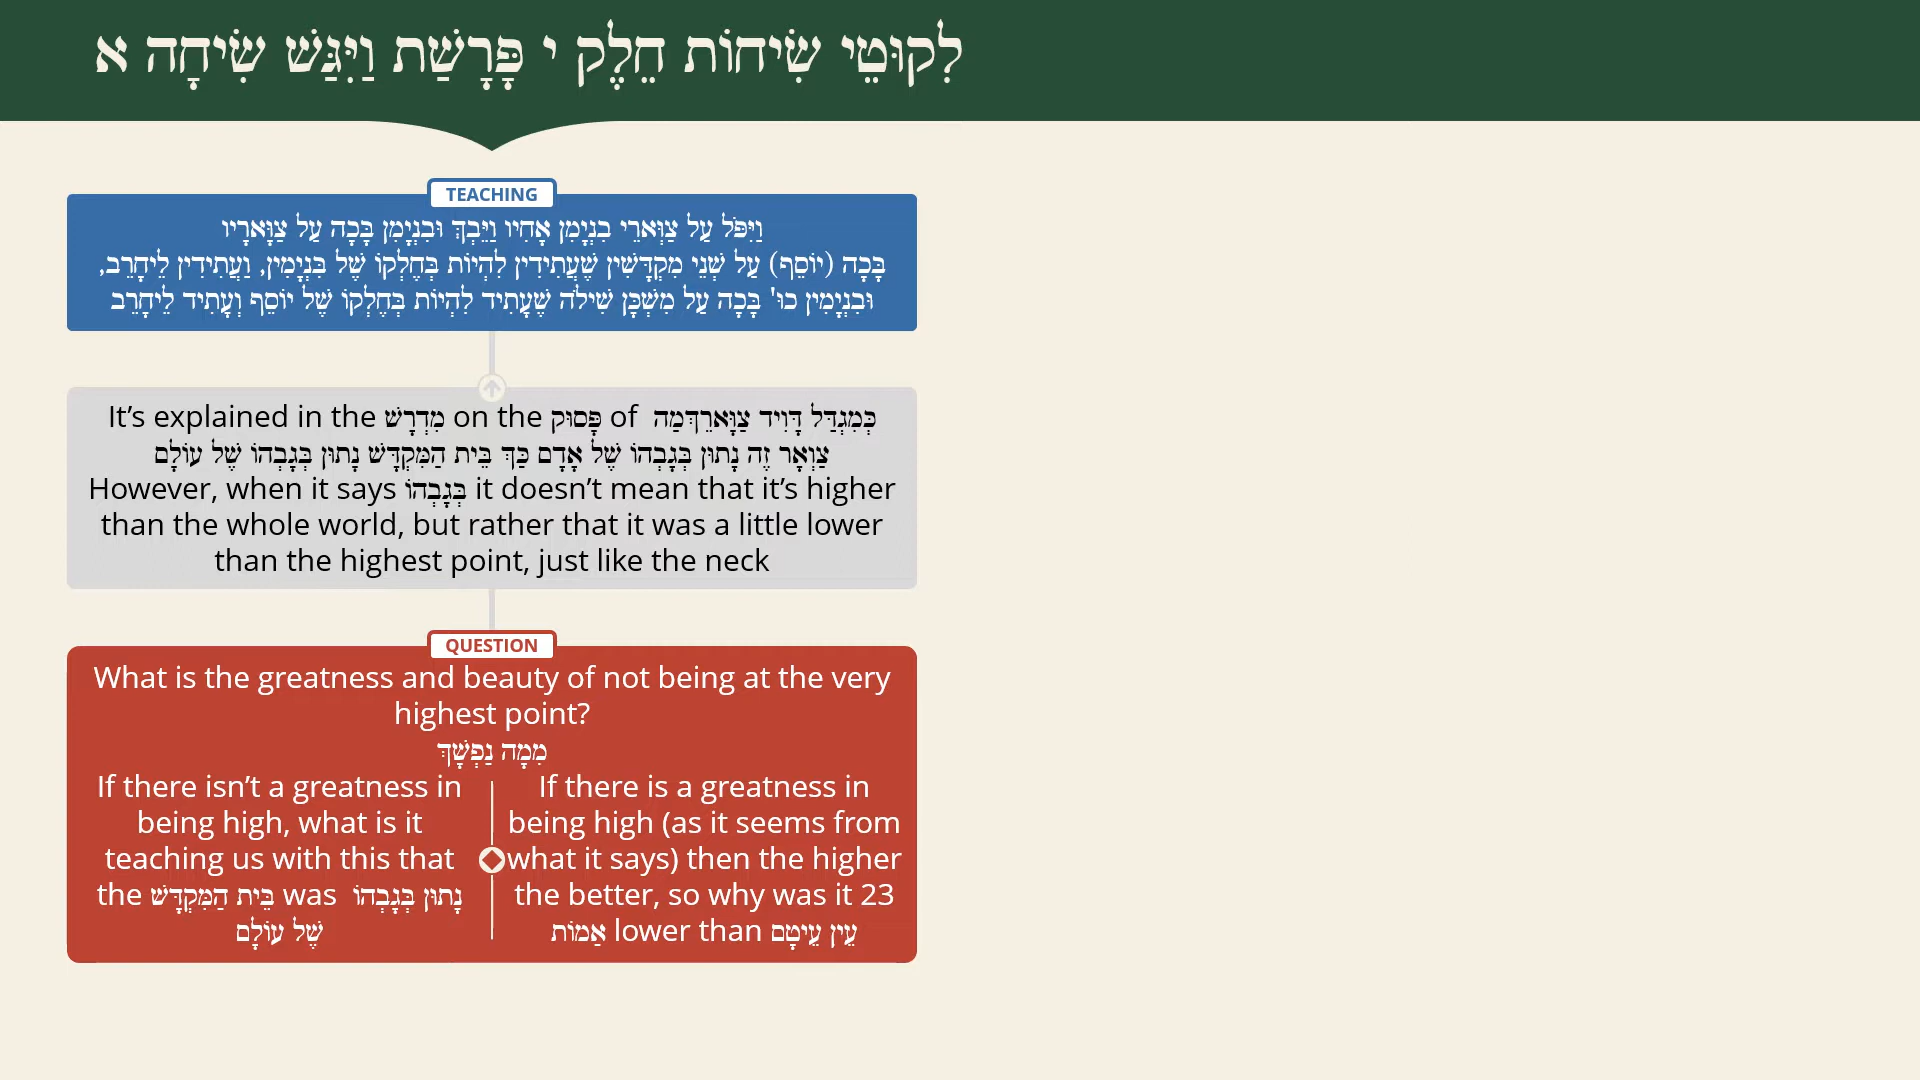 לִקוּטֵי שִׂיחוֹת חֵלֶק י פָּרָשַׁת וַיִּגַּשׁ שִׂיחָה א
TEACHING
וַיִּפֹּל עַל צַוְּארֵי בִנְיָמִן אָחִיו וַיֵּבְךְּ וּבִנְיָמִן בָּכָה עַל צַוָּארָיו
בָּכָה (יוֹסֵף) עַל שְׁנֵי מִקְדָּשִׁין שֶׁעֲתִידִין לִהְיוֹת בְּחֶלְקוֹ שֶׁל בִּנְיָמִין, וַעֲתִידִין לֵיחָרֵב,
וּבִנְיָמִין כוּ' בָּכָה עַל מִשְׁכָּן שִׁילֹה שֶׁעָתִיד לִהְיוֹת בְּחֶלְקוֹ שֶׁל יוֹסֵף וְעָתִיד לֵיחָרֵב
It’s explained in the מִדְרָשׁ on the פָּסוּק of כְּמִגְדַּל דָּוִיד צַוָּארֵךְמַה
צַוְאָר זֶה נָתוּן בְּגָבְהוֹ שֶׁל אָדָם כַּךְ בֵּית הַמִּקְדָּשׁ נָתוּן בְּגָבְהוֹ שֶׁל עוֹלָם
However, when it says בְּגָבְהוֹ it doesn’t mean that it’s higher
than the whole world, but rather that it was a little lower
than the highest point, just like the neck
QUESTION
What is the greatness and beauty of not being at the very
highest point?
מִמָּה נַפְשָׁךְ
If there isn’t a greatness in
being high, what is it
teaching us with this that
the בֵּית הַמִּקְדָּשׁ was נָתוּן בְּגָבְהוֹ
שֶׁל עוֹלָם
If there is a greatness in
being high (as it seems from
what it says) then the higher
the better, so why was it 23
אַמוֹת lower than עֵין עֵיטָם